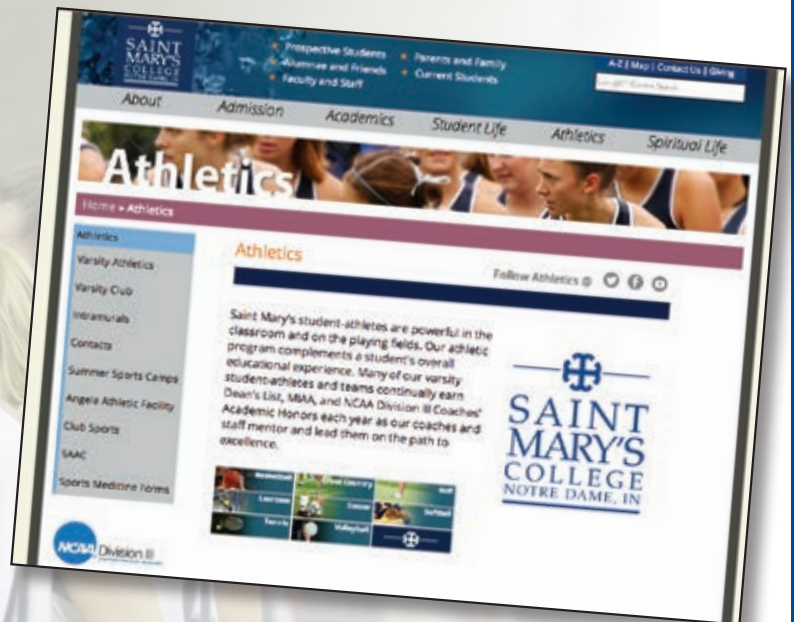 SAINT
MARY'S
COLLEGE
Prospective Students
Alumnae and Friends
Faculty and Staff
Parents and Family
Current Students
A-Z | Map | Contact Us | Giving
Search
About Admission Academics Student Life Athletics Spiritual Life
Athletics
Home » Athletics
Athletics
Varsity Athletics
Varsity Club
Intramurals
Contacts
Summer Sports Camps
Angela Athletic Facility
Club Sports
SAAC
Sports Medicine Forms
NCAA Division III
Athletics
Follow Athletics @
Saint Mary's student-athletes are powerful in the
classroom and on the playing fields. Our athletic
program complements a student's overall
educational experience. Many of our varsity
student-athletes and teams continually earn
Dean's List, MIAA, and NCAA Division III Coaches'
Academic Honors each year as our coaches and
staff mentor and lead them on the path to
excellence.
Basketball Cross Country Golf
Lacrosse Soccer Softball
Tennis Volleyball
SAINT
MARY'S
COLLEGE
NOTRE DAME, IN